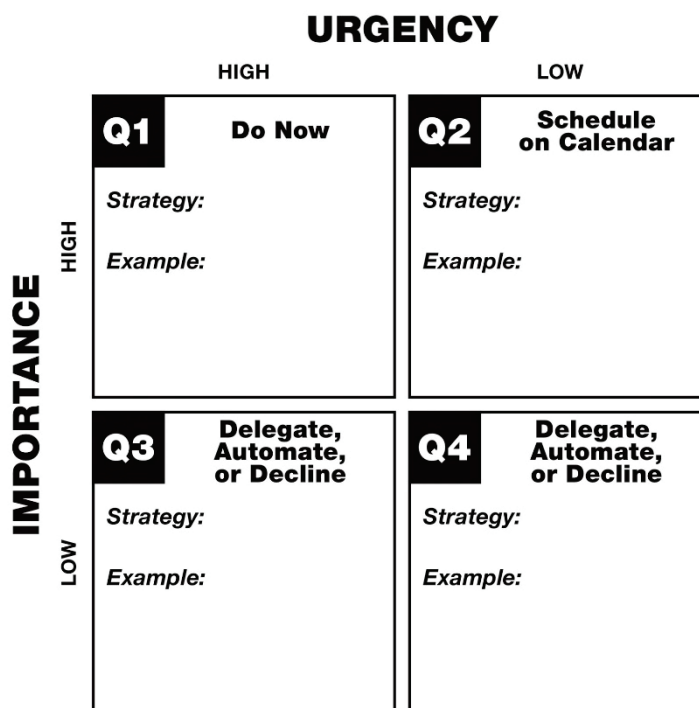 URGENCY
HIGH
LOW
Q1
Do Now
Strategy:
Example:
Q2
Schedule
on Calendar
Strategy:
Example:
IMPORTANCE
HIGH
LOW
Q3
Delegate,
Automate,
or Decline
Strategy:
Example:
Q4
Delegate,
Automate,
or Decline
Strategy:
Example: